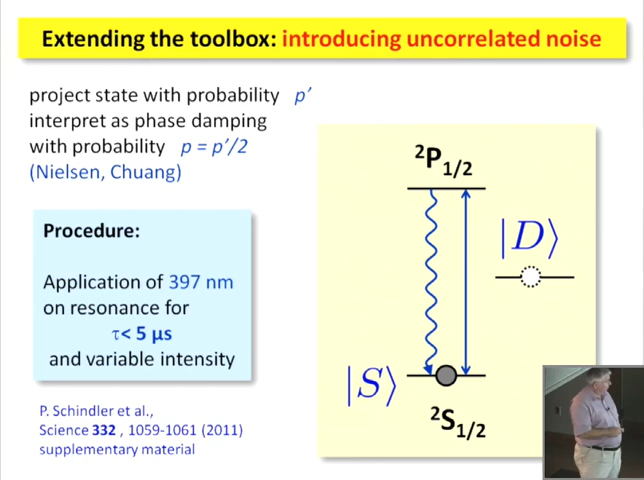 Extending the toolbox: introducing uncorrelated noise
project state with probability p′
interpret as phase damping
with probability p = p′/2
(Nielsen, Chuang)
Procedure:
Application of 397 nm
on resonance for
τ< 5 µs
and variable intensity
P. Schindler et al.,
Science 332 , 1059-1061 (2011)
supplementary material
²P₁/₂
|D⟩
|S⟩
²S₁/₂